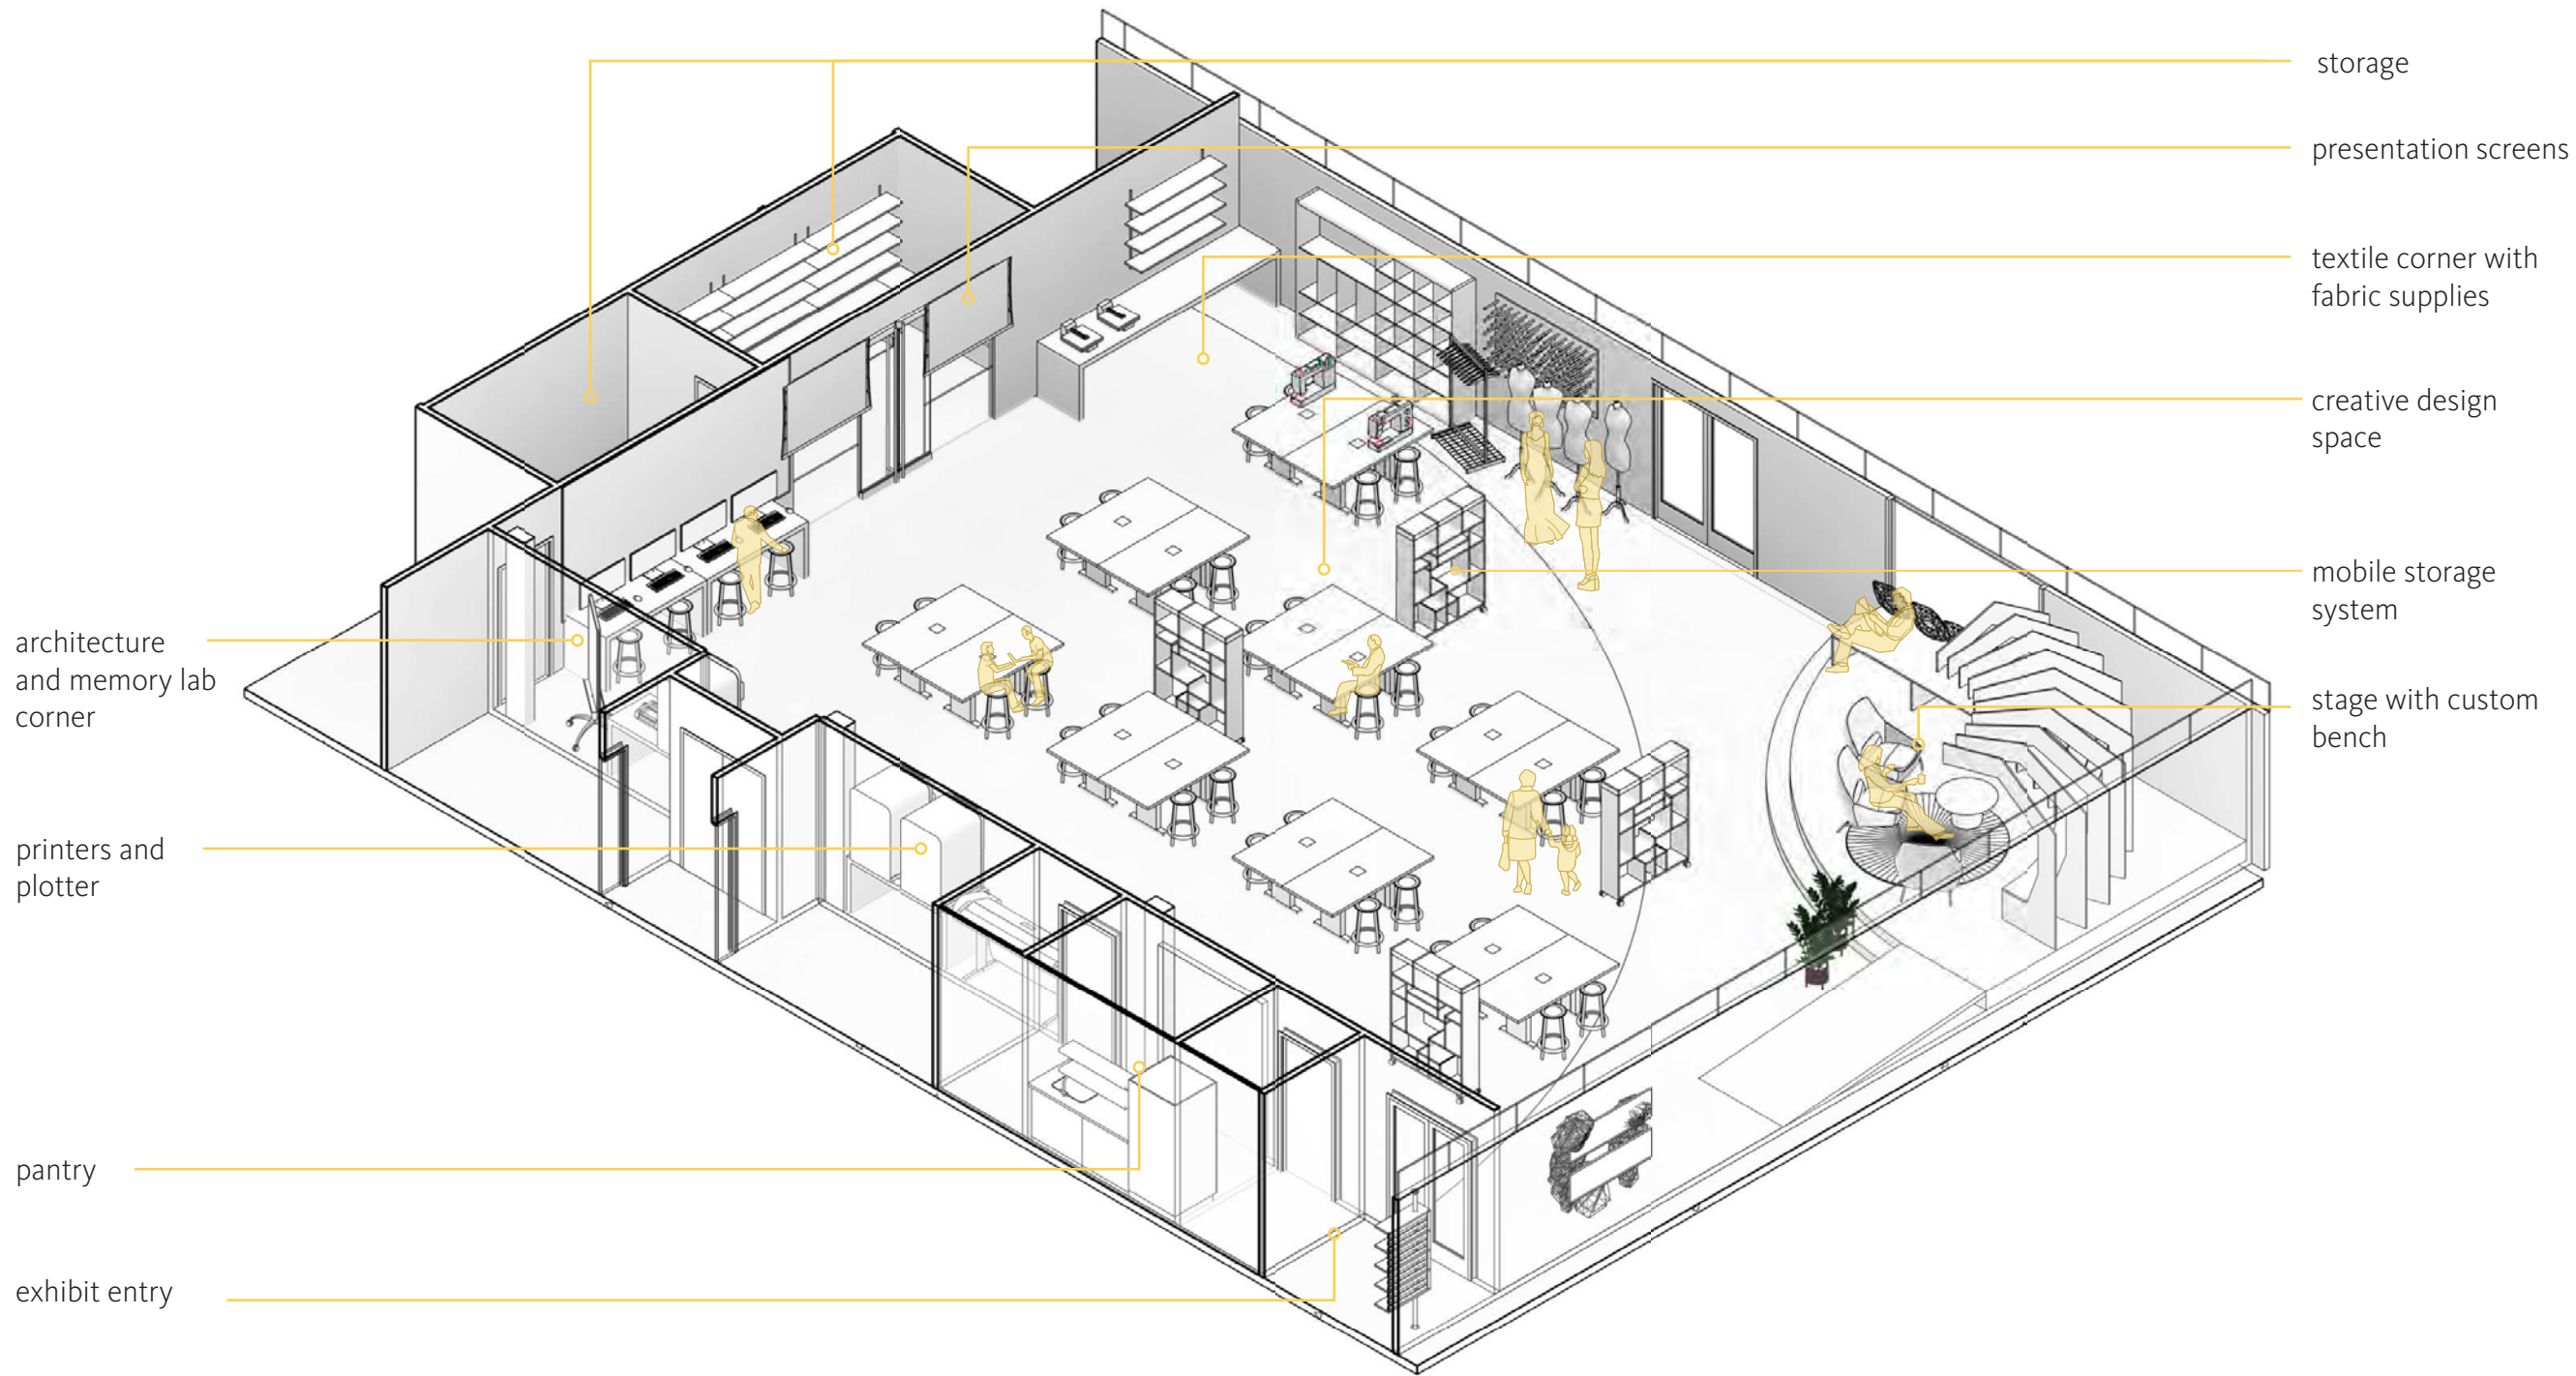 storage
presentation screens
textile corner with
fabric supplies
creative design
space
mobile storage
system
stage with custom
bench
architecture
and memory lab
corner
printers and
plotter
pantry
exhibit entry